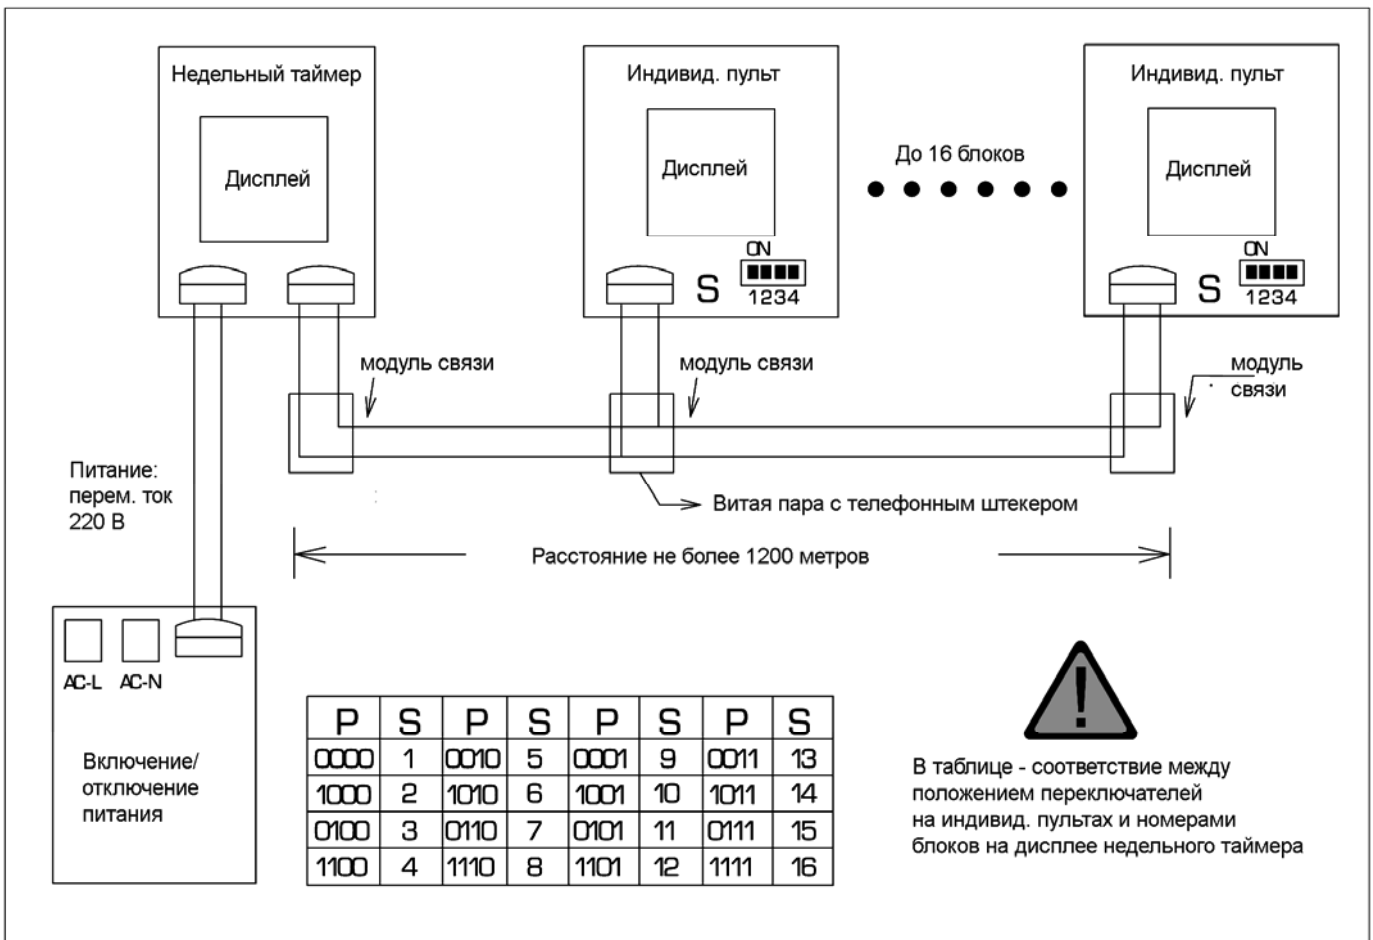 Недельный таймер
Дисплей
Индивид. пульт
Дисплей
ON
S
1234
До 16 блоков
Индивид. пульт
Дисплей
ON
S
1234
модуль связи
модуль связи
модуль
связи
Питание:
перем. ток
220 В
Витая пара с телефонным штекером
Расстояние не более 1200 метров
AC-L AC-N
Включение/
отключение
питания
P S P S P S P S
0000 1 0010 5 0001 9 0011 13
1000 2 1010 6 1001 10 1011 14
0100 3 0110 7 0101 11 0111 15
1100 4 1110 8 1101 12 1111 16
!
В таблице - соответствие между
положением переключателей
на индивид. пультах и номерами
блоков на дисплее недельного таймера